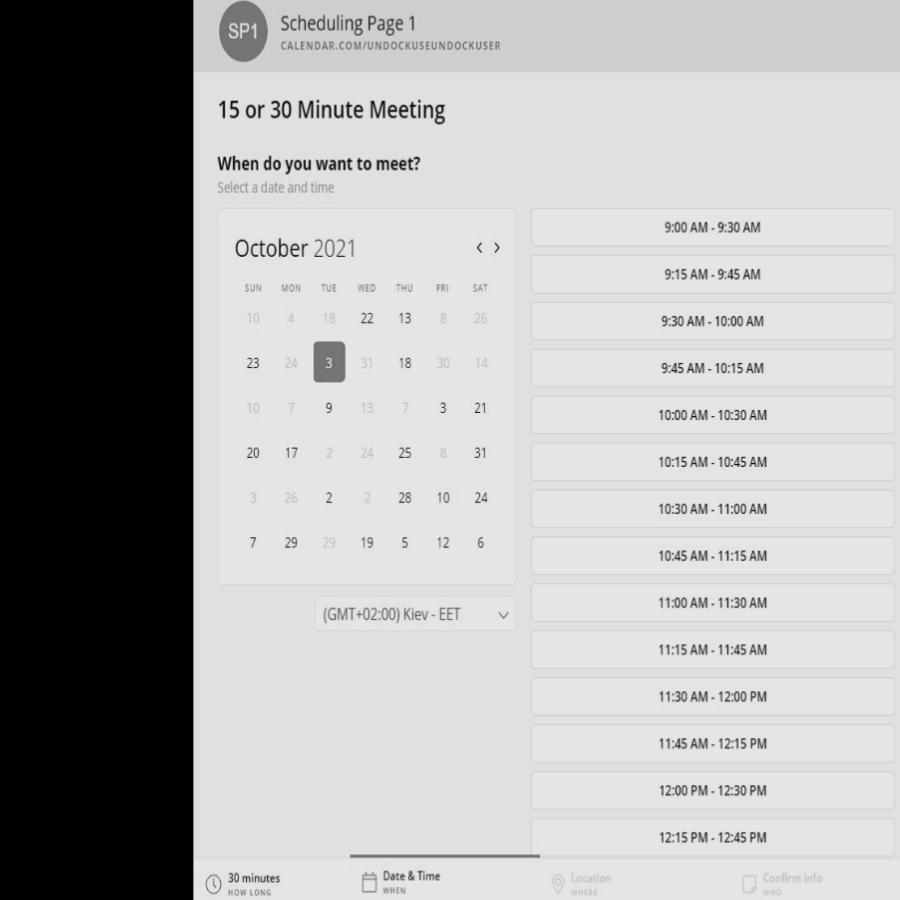 SP1
Scheduling Page 1
CALENDAR.COM/UNDOCKUSEUNDOCKUSER
15 or 30 Minute Meeting
When do you want to meet?
Select a date and time
October 2021
< >
SUN MON TUE WED THU FRI SAT
10 4 18 22 13 8 26
23 24 3 31 18 30 14
10 7 9 13 7 3 21
20 17 2 24 25 8 31
3 26 2 2 28 10 24
7 29 29 19 5 12 6
(GMT+02:00) Kiev - EET
9:00 AM - 9:30 AM
9:15 AM - 9:45 AM
9:30 AM - 10:00 AM
9:45 AM - 10:15 AM
10:00 AM - 10:30 AM
10:15 AM - 10:45 AM
10:30 AM - 11:00 AM
10:45 AM - 11:15 AM
11:00 AM - 11:30 AM
11:15 AM - 11:45 AM
11:30 AM - 12:00 PM
11:45 AM - 12:15 PM
12:00 PM - 12:30 PM
12:15 PM - 12:45 PM
30 minutes
HOW LONG
Date & Time
WHEN
Location
WHERE
Confirm Info
WHO